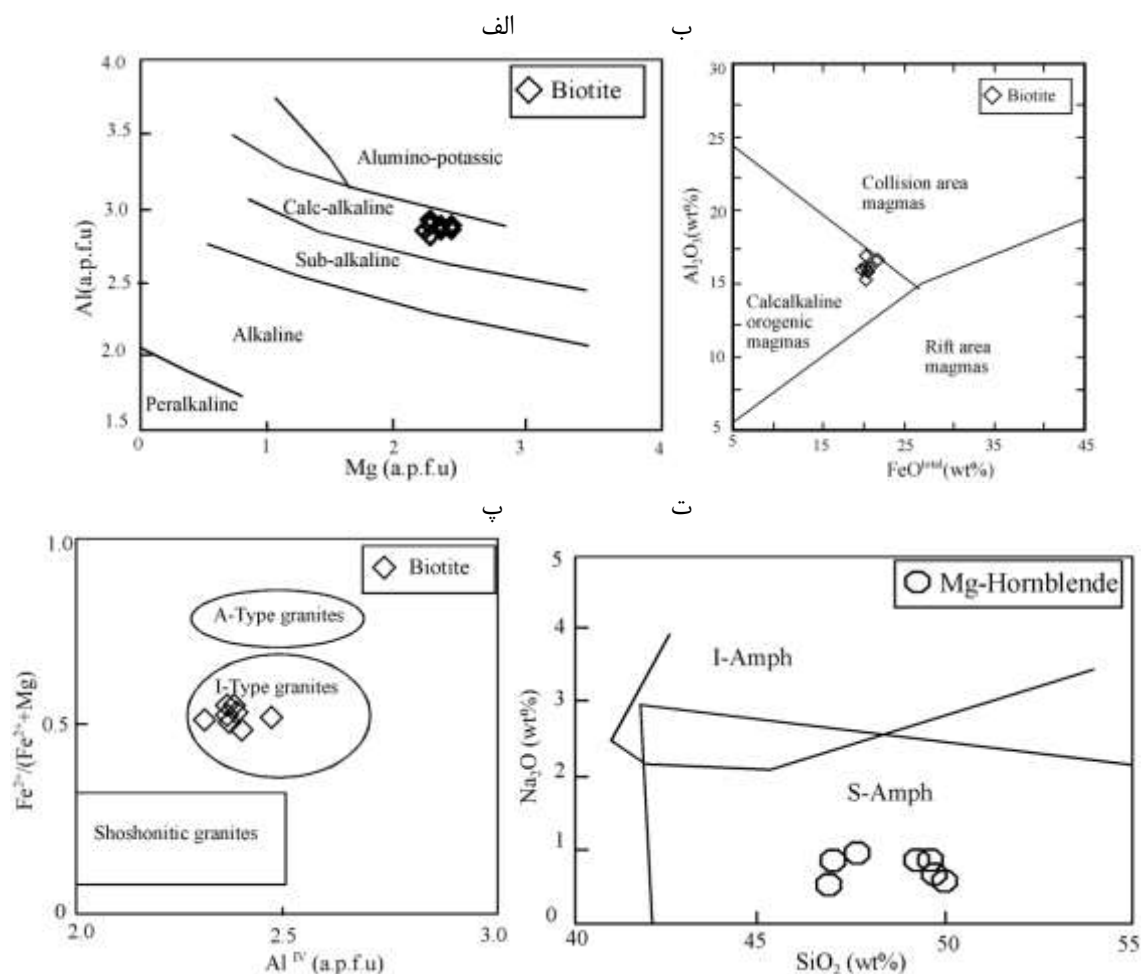 الف
ب
4.0
3.5
3.0
2.5
2.0
1.5
Al(a.p.f.u)
Biotite
Alumino-potassic
Calc-alkaline
Sub-alkaline
Alkaline
Peralkaline
0
1
2
3
4
Mg (a.p.f.u)
30
25
20
15
10
5
Al₂O₃(wt%)
Biotite
Collision area
magmas
Calcalkaline
orogenic
magmas
Rift area
magmas
5
15
25
35
45
FeOᵗᵒᵗᵃˡ(wt%)
پ
ت
1.0
0.5
0
Fe²⁺/(Fe²⁺+Mg)
Biotite
A-Type granites
I-Type granites
Shoshonitic granites
2.0
2.5
3.0
Al ᴵⱽ (a.p.f.u)
5
4
3
2
1
0
Na₂O (wt%)
Mg-Hornblende
I-Amph
S-Amph
40
45
50
55
SiO₂ (wt%)